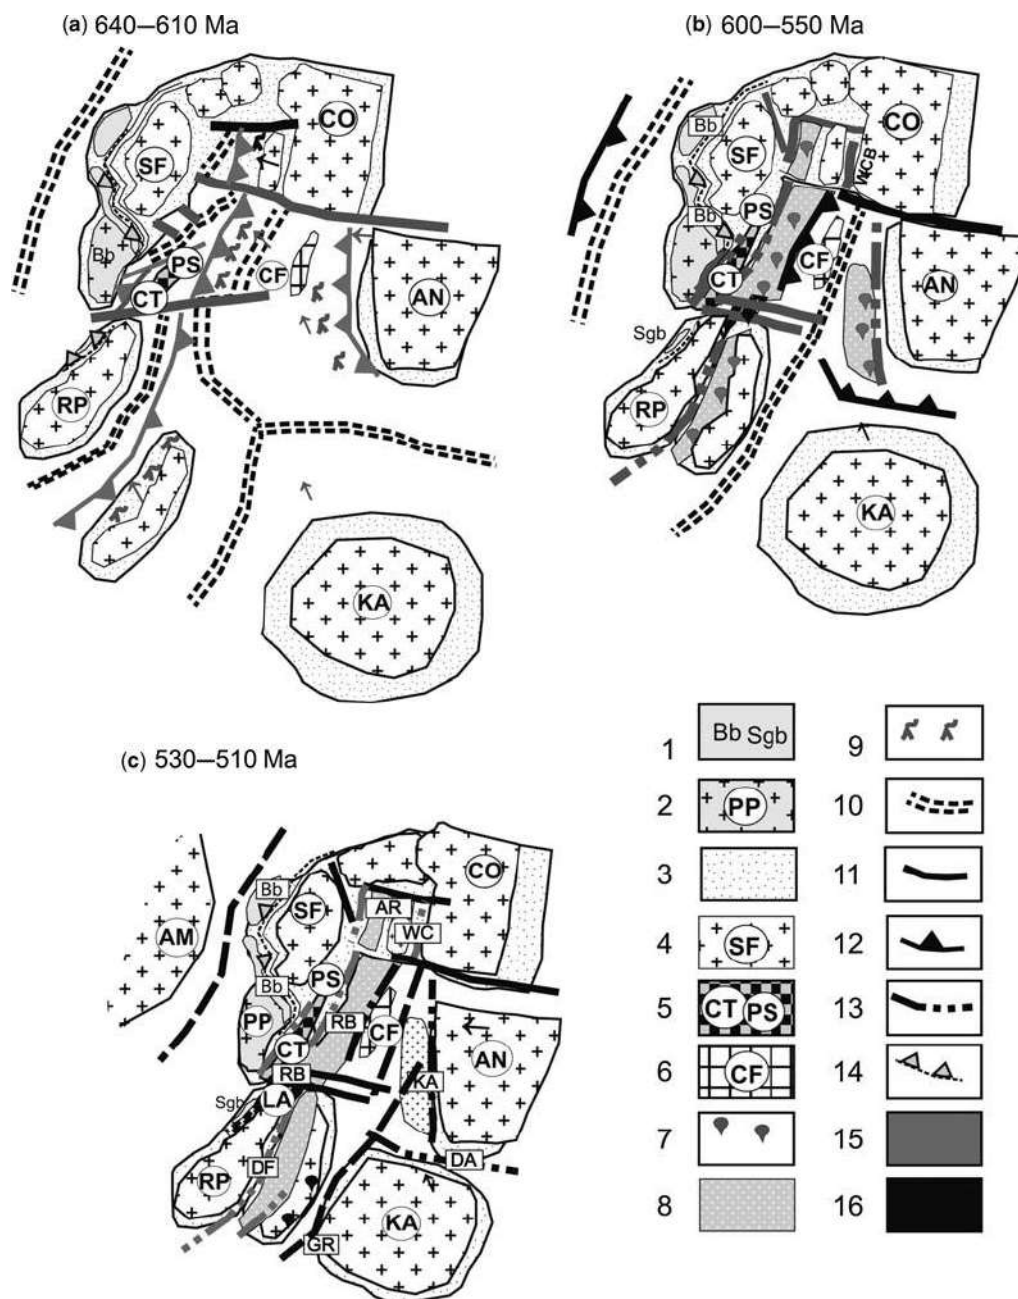 (a) 640–610 Ma
CO
SF
Bb
PS
CF
CT
AN
RP
KA
(b) 600–550 Ma
Bb
CO
SF
WCB
Bb
PS
CF
CT
AN
Sgb
RP
KA
(c) 530–510 Ma
Bb
CO
SF
AR
AM
WC
Bb
PS
PP
RB
CF
CT
AN
RB
KA
Sgb
LA
DF
DA
RP
KA
GR
1 Bb Sgb
2 PP
3
4 SF
5 CT PS
6 CF
7
8
9
10
11
12
13
14
15
16